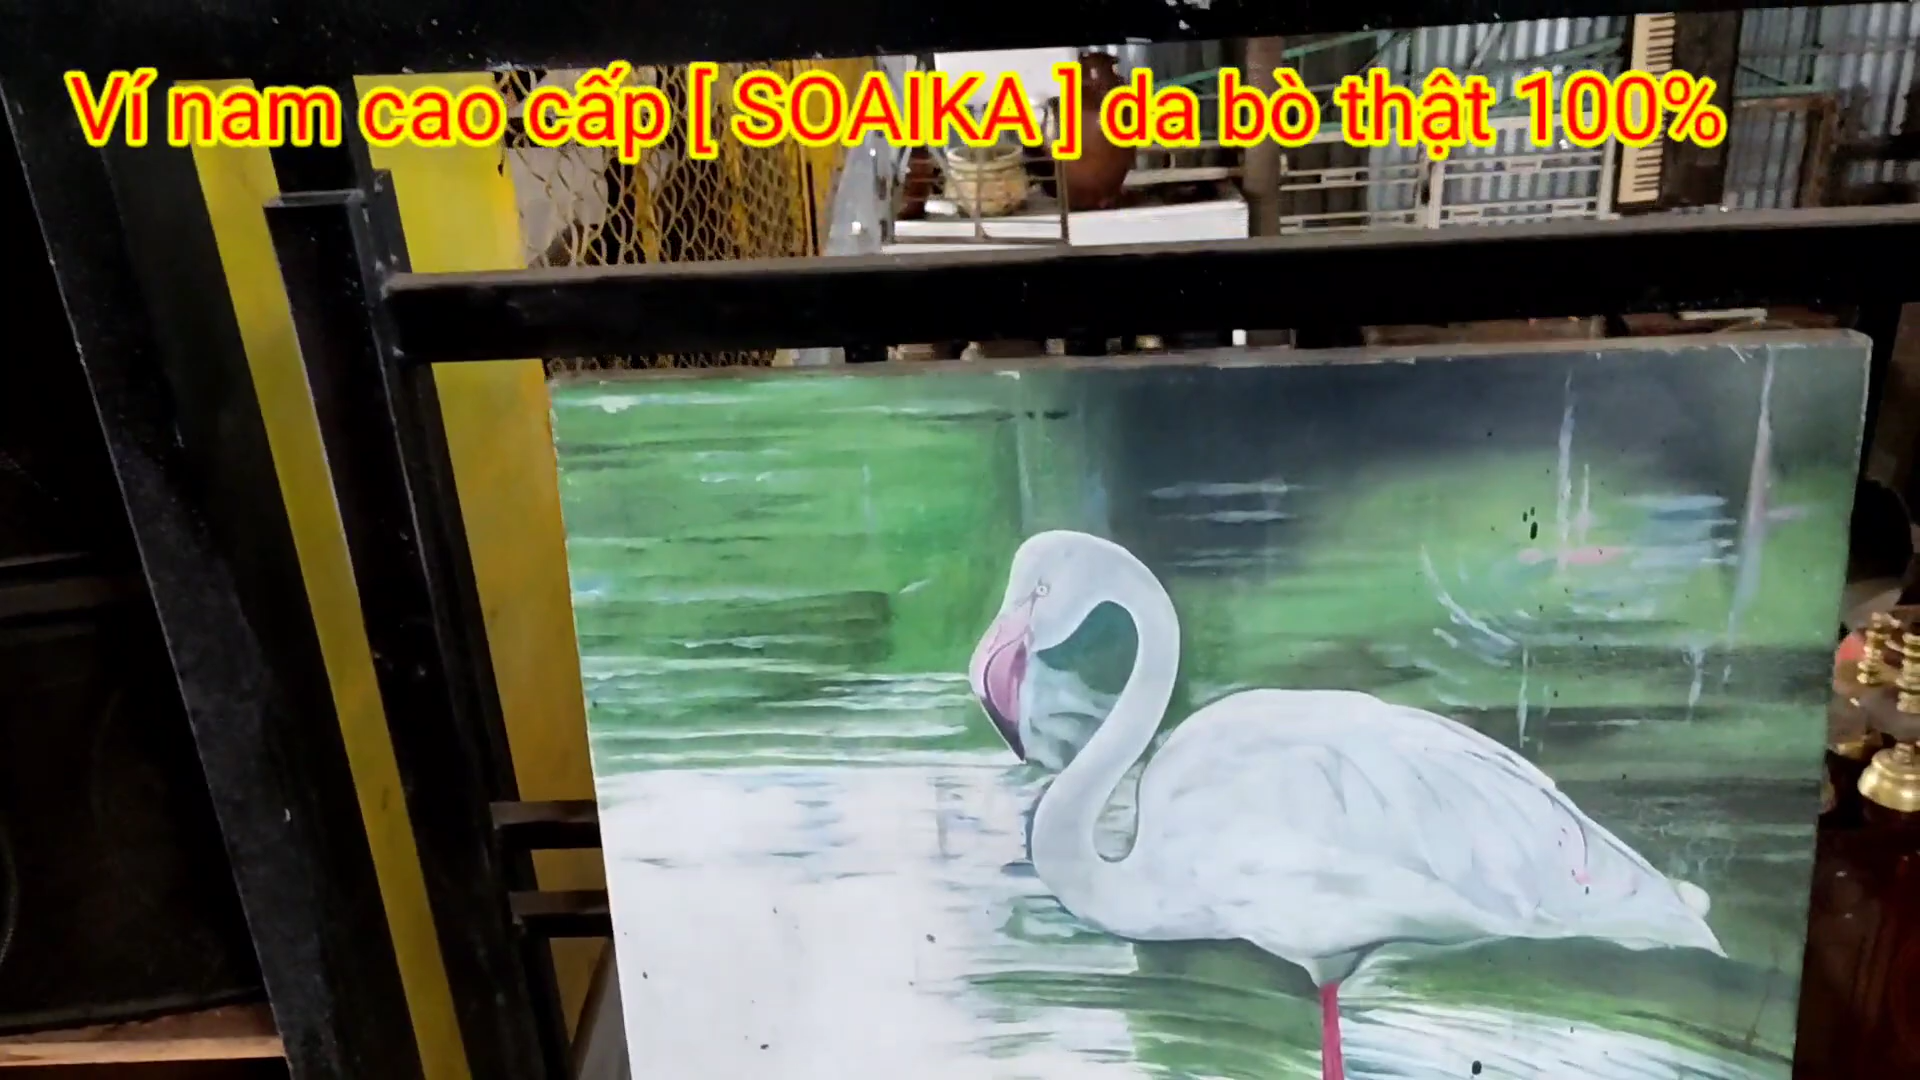 Ví nam cao cấp [ SOAIKA ] da bò thật 100%